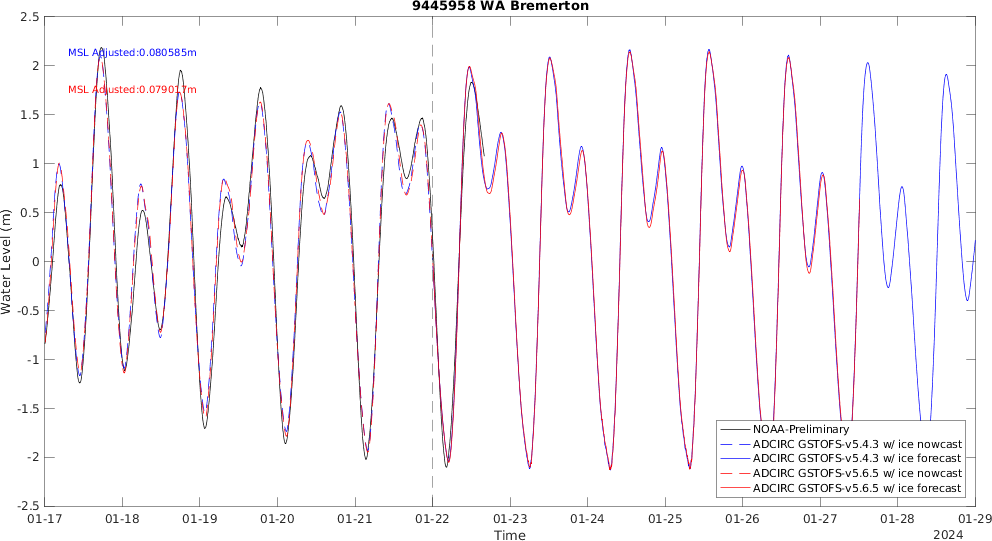 9445958 WA Bremerton
MSL Adjusted:0.080585m
MSL Adjusted:0.079017m
Water Level (m)
2.5
2
1.5
1
0.5
0
-0.5
-1
-1.5
-2
-2.5
NOAA-Preliminary
ADCIRC GSTOFS-v5.4.3 w/ ice nowcast
ADCIRC GSTOFS-v5.4.3 w/ ice forecast
ADCIRC GSTOFS-v5.6.5 w/ ice nowcast
ADCIRC GSTOFS-v5.6.5 w/ ice forecast
01-17 01-18 01-19 01-20 01-21 01-22 01-23 01-24 01-25 01-26 01-27 01-28 01-29
Time
2024